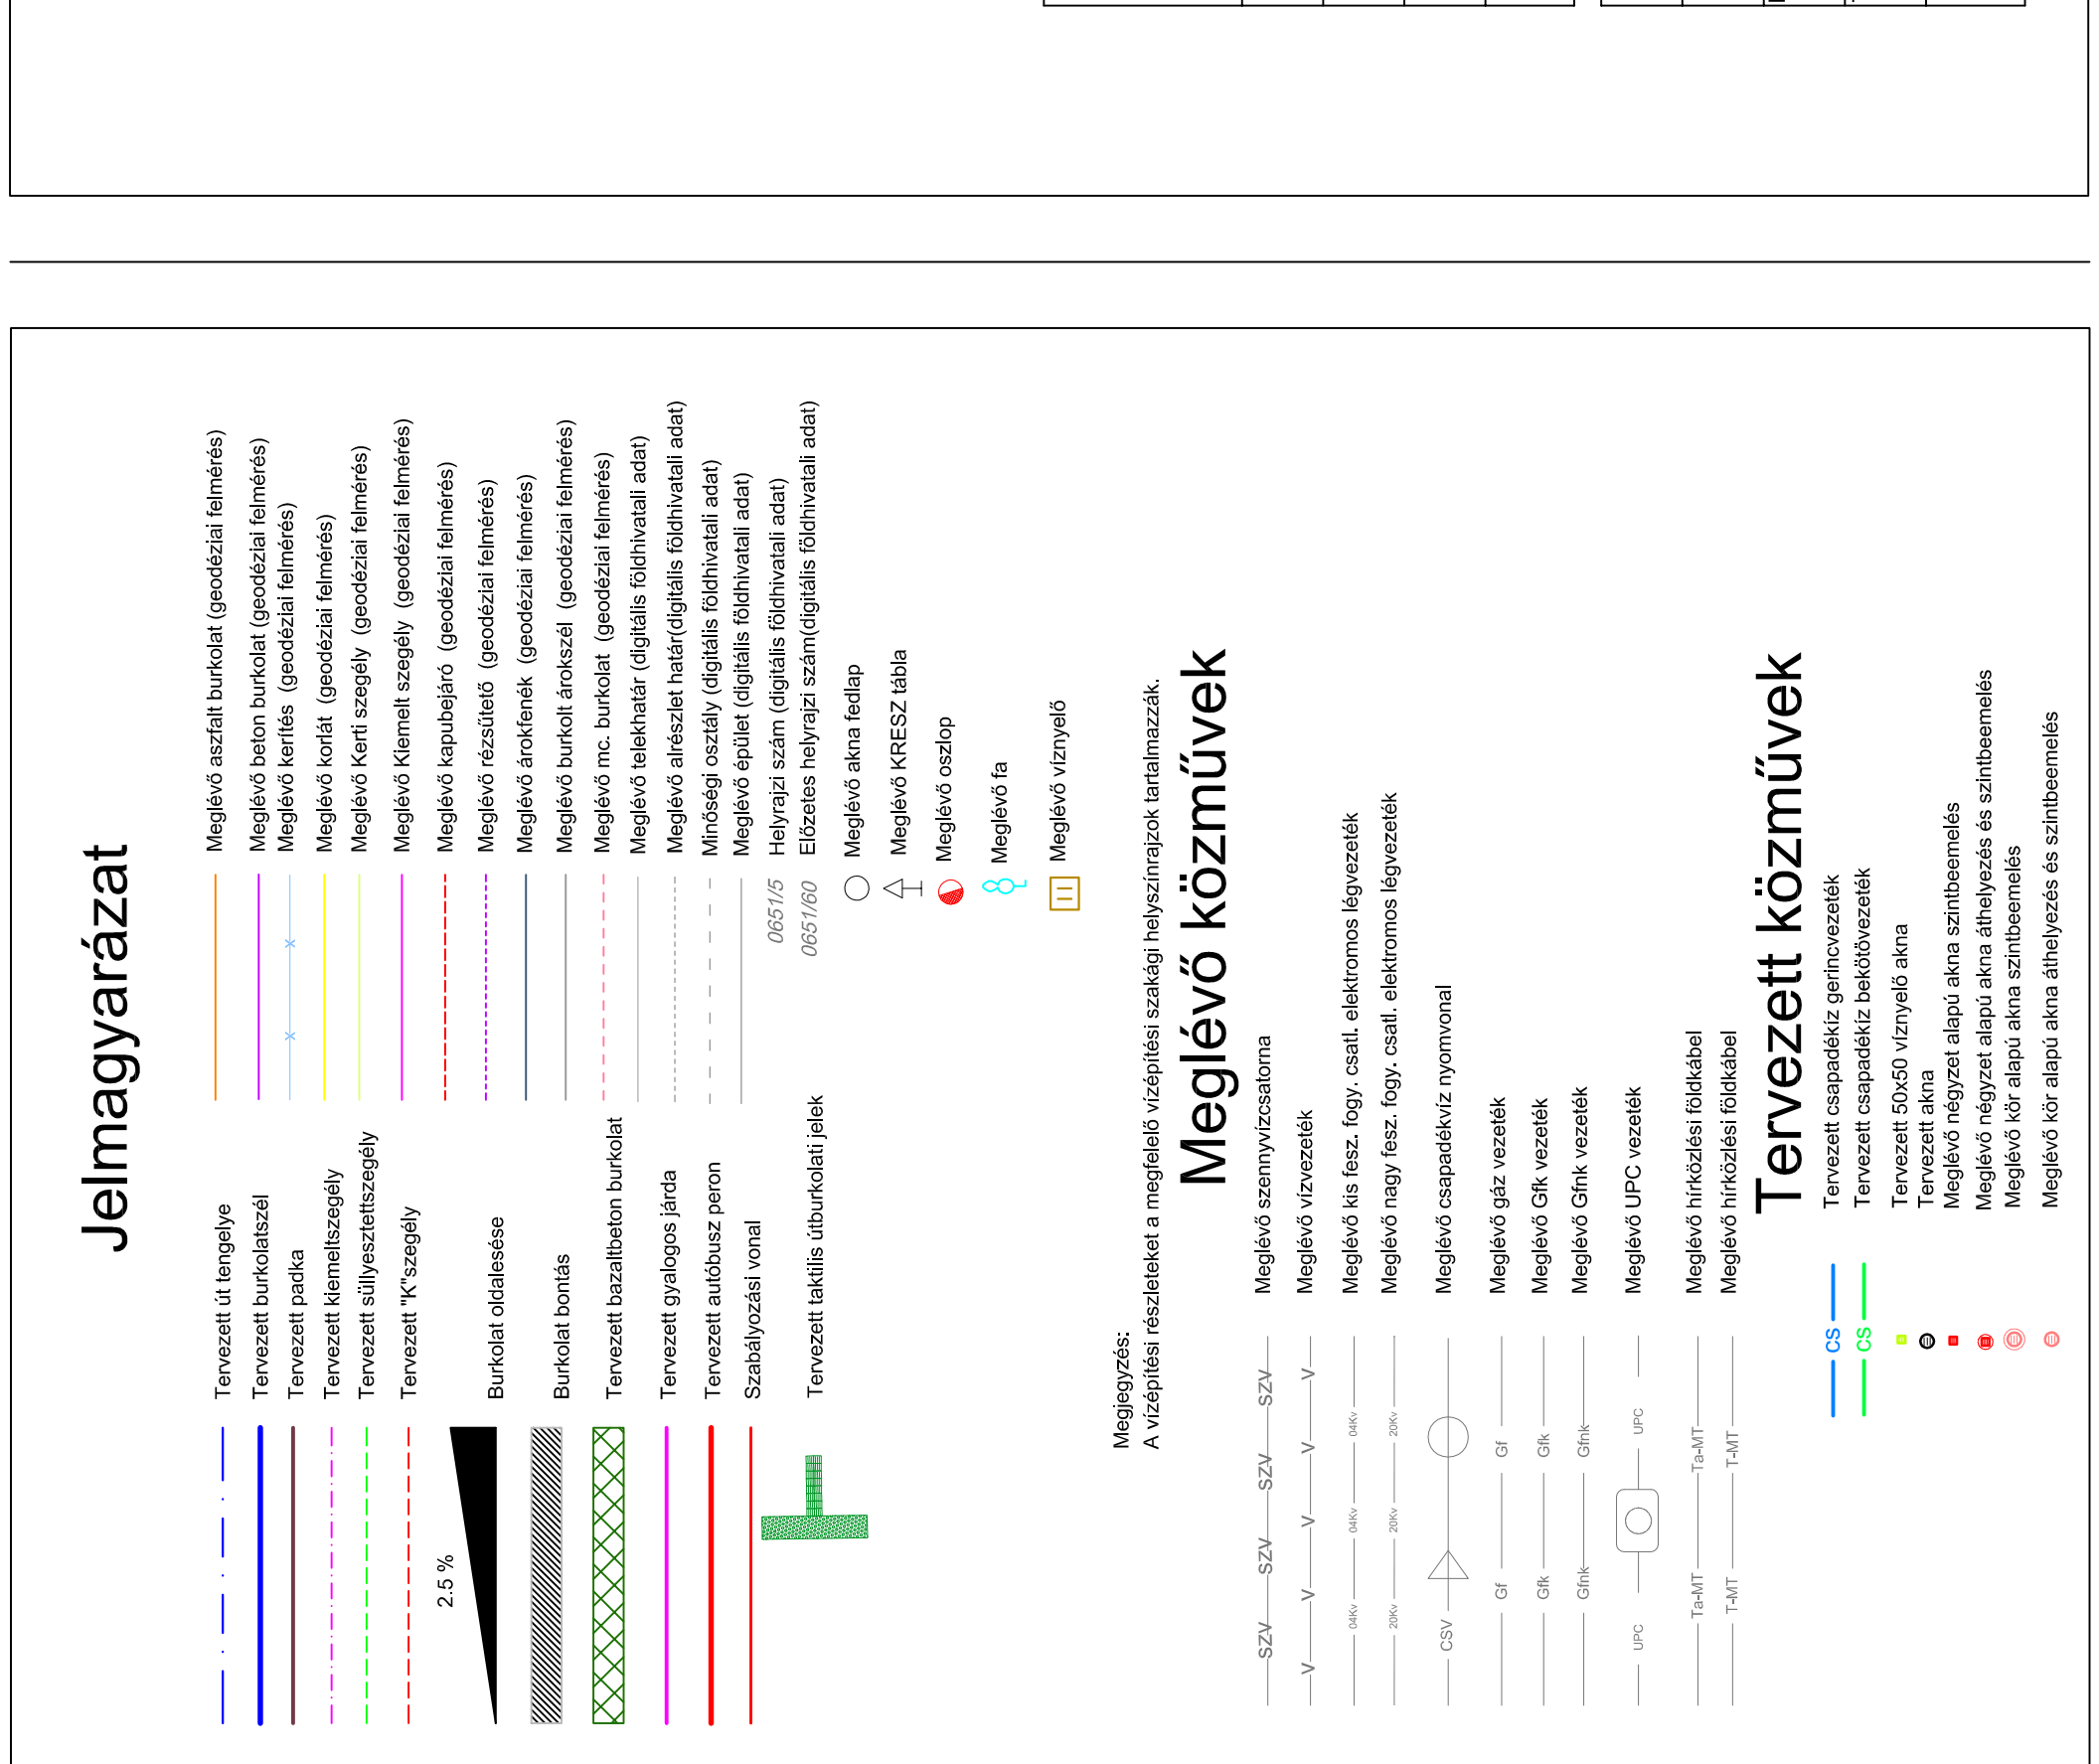 Jelmagyarázat
Tervezett út tengelye
Tervezett burkolatszél
Tervezett padka
Tervezett kiemeltszegély
Tervezett süllyesztettszegély
Tervezett "K"szegély
2.5 %
Burkolat oldalesése
Burkolat bontás
Tervezett bazaltbeton burkolat
Tervezett gyalogos járda
Tervezett autóbusz peron
Szabályozási vonal
Tervezett taktilis útburkolati jelek
Meglévő aszfalt burkolat (geodéziai felmérés)
Meglévő beton burkolat (geodéziai felmérés)
x x Meglévő kerítés (geodéziai felmérés)
Meglévő korlát (geodéziai felmérés)
Meglévő Kerti szegély (geodéziai felmérés)
Meglévő Kiemelt szegély (geodéziai felmérés)
Meglévő kapubejáró (geodéziai felmérés)
Meglévő rézsűtető (geodéziai felmérés)
Meglévő árokfenék (geodéziai felmérés)
Meglévő burkolt árokszél (geodéziai felmérés)
Meglévő mc. burkolat (geodéziai felmérés)
Meglévő telekhatár (digitális földhivatali adat)
Meglévő alrészlet határ(digitális földhivatali adat)
Minőségi osztály (digitális földhivatali adat)
Meglévő épület (digitális földhivatali adat)
0651/5 Helyrajzi szám (digitális földhivatali adat)
0651/60 Előzetes helyrajzi szám(digitális földhivatali adat)
Meglévő akna fedlap
Meglévő KRESZ tábla
Meglévő oszlop
Meglévő fa
Meglévő víznyelő
Megjegyzés:
A vízépítési részleteket a megfelelő vízépítési szakági helyszínrajzok tartalmazzák.
Meglévő közművek
SZV SZV SZV SZV Meglévő szennyvízcsatorna
V V V V V Meglévő vízvezeték
04Kv 04Kv 04Kv Meglévő kis fesz. fogy. csatl. elektromos légvezeték
20Kv 20Kv 20Kv Meglévő nagy fesz. fogy. csatl. elektromos légvezeték
CSV Meglévő csapadékvíz nyomvonal
Gf Gf Meglévő gáz vezeték
Gfk Gfk Meglévő Gfk vezeték
Gfnk Gfnk Meglévő Gfnk vezeték
UPC UPC Meglévő UPC vezeték
Ta-MT Ta-MT Meglévő hírközlési földkábel
T-MT T-MT Meglévő hírközlési földkábel
Tervezett közművek
CS Tervezett csapadékíz gerincvezeték
CS Tervezett csapadékíz bekötővezeték
Tervezett 50x50 víznyelő akna
Tervezett akna
Meglévő négyzet alapú akna szintbeemelés
Meglévő négyzet alapú akna áthelyezés és szintbeemelés
Meglévő kör alapú akna szintbeemelés
Meglévő kör alapú akna áthelyezés és szintbeemelés